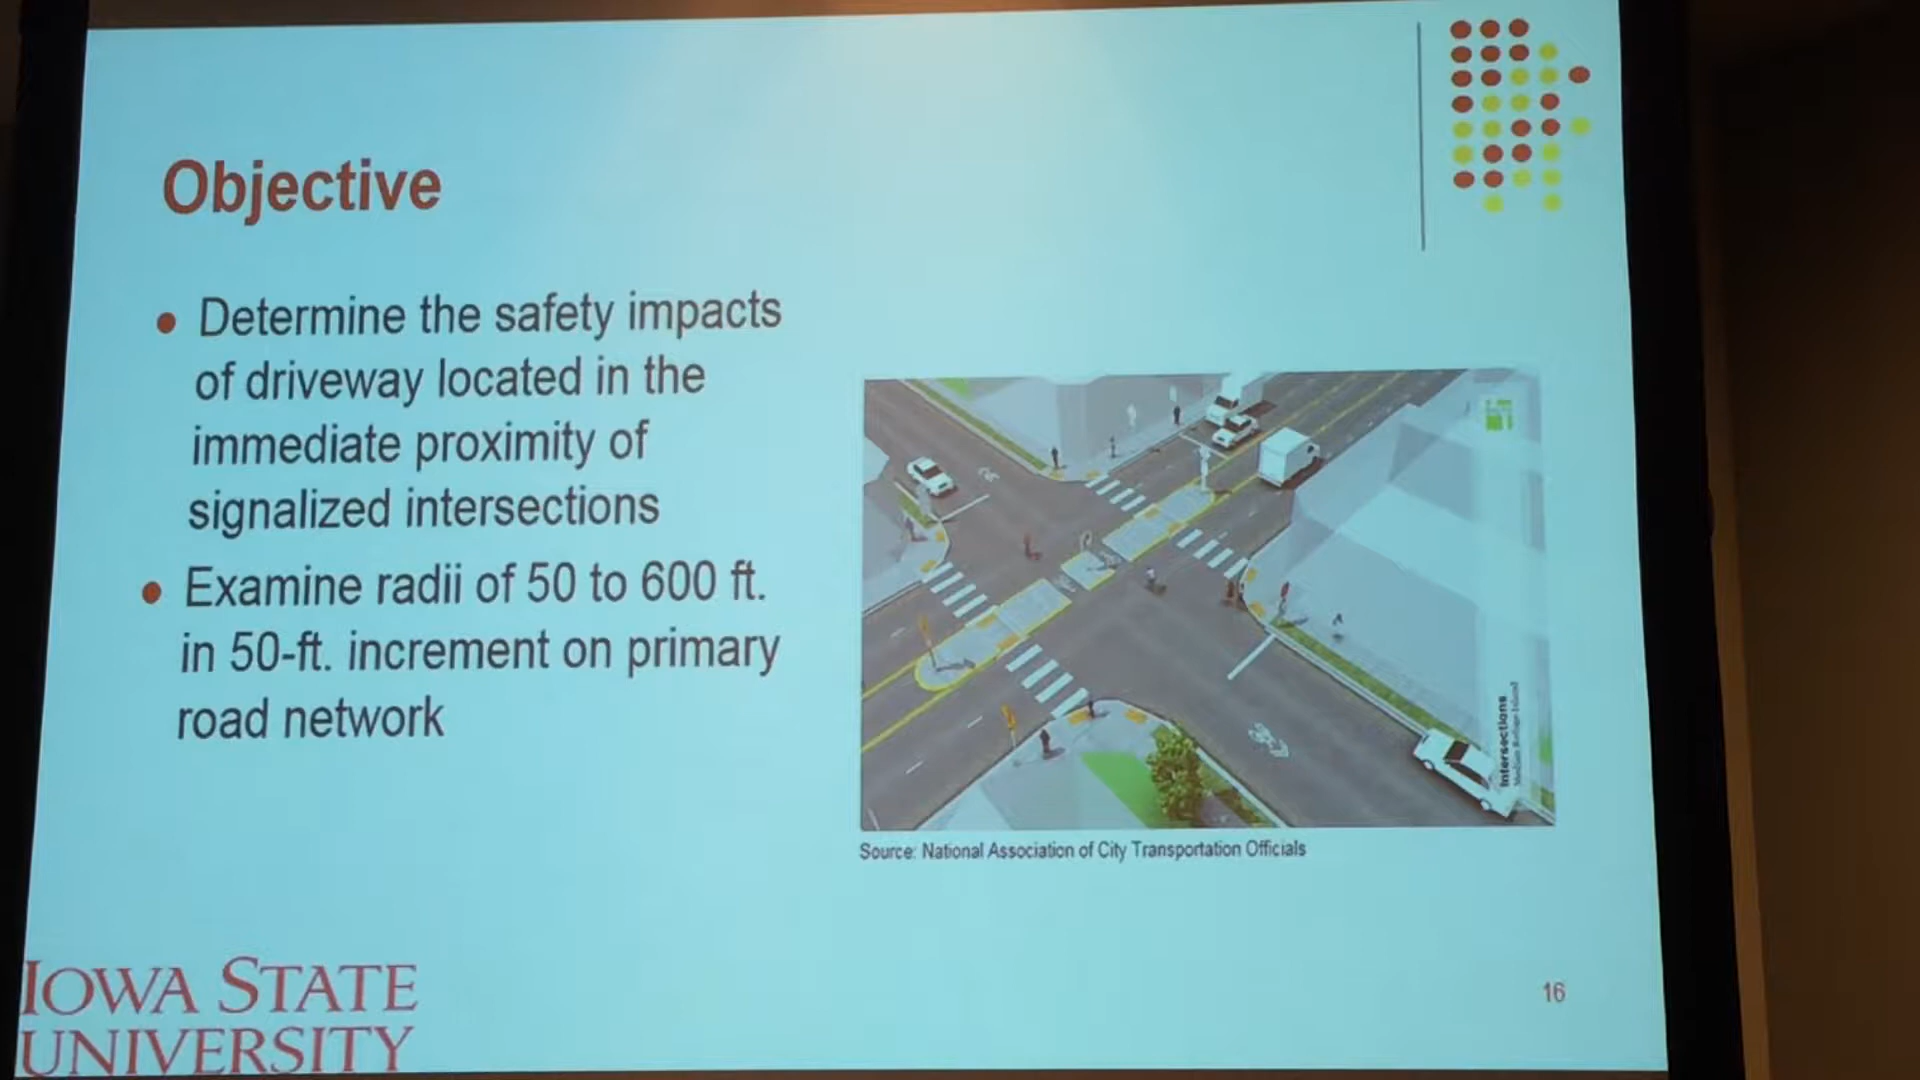 Objective
• Determine the safety impacts
of driveway located in the
immediate proximity of
signalized intersections
• Examine radii of 50 to 600 ft.
in 50-ft. increment on primary
road network
Intersections
Source: National Association of City Transportation Officials
IOWA STATE
UNIVERSITY
16